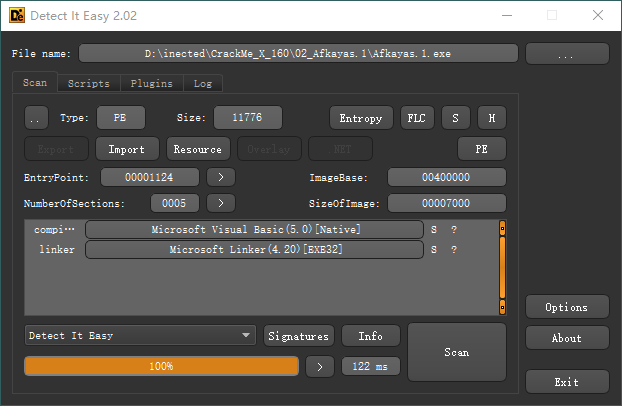 Detect It Easy 2.02
File name: D:\inected\CrackMe_X_160\02_Afkayas.1\Afkayas.1.exe ...
Scan Scripts Plugins Log
.. Type: PE Size: 11776 Entropy FLC S H
Export Import Resource Overlay .NET PE
EntryPoint: 00001124 > ImageBase: 00400000
NumberOfSections: 0005 > SizeOfImage: 00007000
compi… Microsoft Visual Basic(5.0)[Native] S ?
linker Microsoft Linker(4.20)[EXE32] S ?
Options
Detect It Easy Signatures Info Scan About
100% > 122 ms
Exit